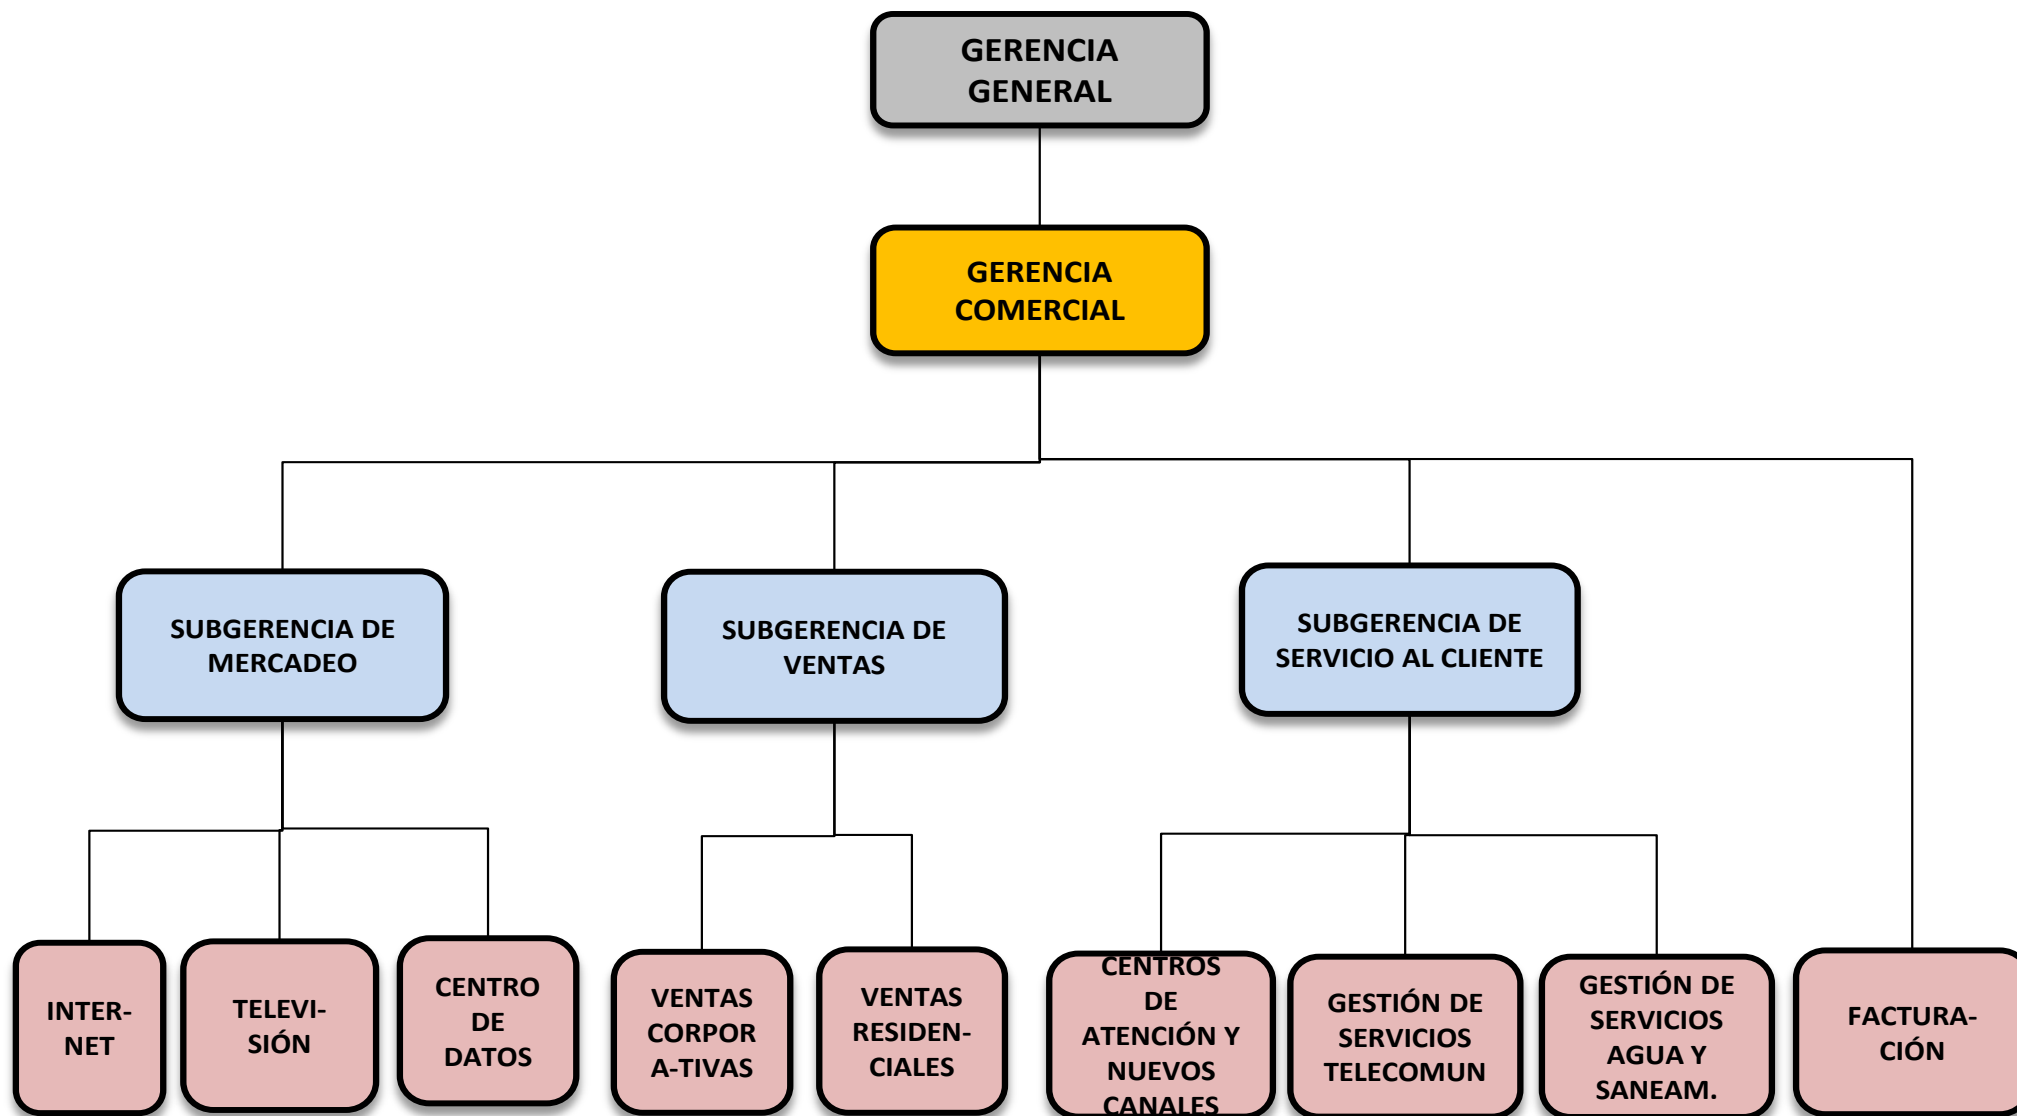 GERENCIA
GENERAL
GERENCIA
COMERCIAL
SUBGERENCIA DE
MERCADEO
SUBGERENCIA DE
VENTAS
SUBGERENCIA DE
SERVICIO AL CLIENTE
INTER-
NET
TELEVI-
SIÓN
CENTRO
DE
DATOS
VENTAS
CORPOR
A-TIVAS
VENTAS
RESIDEN-
CIALES
CENTROS
DE
ATENCIÓN Y
NUEVOS
CANALES
GESTIÓN DE
SERVICIOS
TELECOMUN
GESTIÓN DE
SERVICIOS
AGUA Y
SANEAM.
FACTURA-
CIÓN